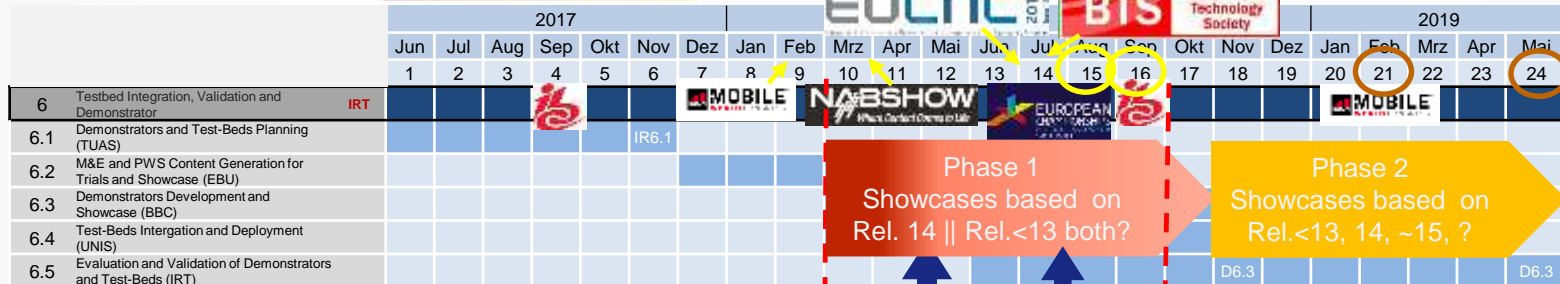 EUCNC
BTS
Technology
Society
2017
2019
Jun Jul Aug Sep Okt Nov Dez Jan Feb Mrz Apr Mai Jun Jul Aug Sep Okt Nov Dez Jan Feb Mrz Apr Mai
1 2 3 4 5 6 7 8 9 10 11 12 13 14 15 16 17 18 19 20 21 22 23 24
6 Testbed Integration, Validation and
Demonstrator IRT
MOBILE
NABSHOW
Where Content Comes to Life
EUROPEAN
CHAMPIONSHIPS
MOBILE
6.1 Demonstrators and Test-Beds Planning
(TUAS)
IR6.1
6.2 M&E and PWS Content Generation for
Trials and Showcase (EBU)
6.3 Demonstrators Development and
Showcase (BBC)
6.4 Test-Beds Intergation and Deployment
(UNIS)
6.5 Evaluation and Validation of Demonstrators
and Test-Beds (IRT)
Phase 1
Showcases based on
Rel. 14 || Rel.<13 both?
Phase 2
Showcases based on
Rel.<13, 14, ~15, ?
D6.3 D6.3